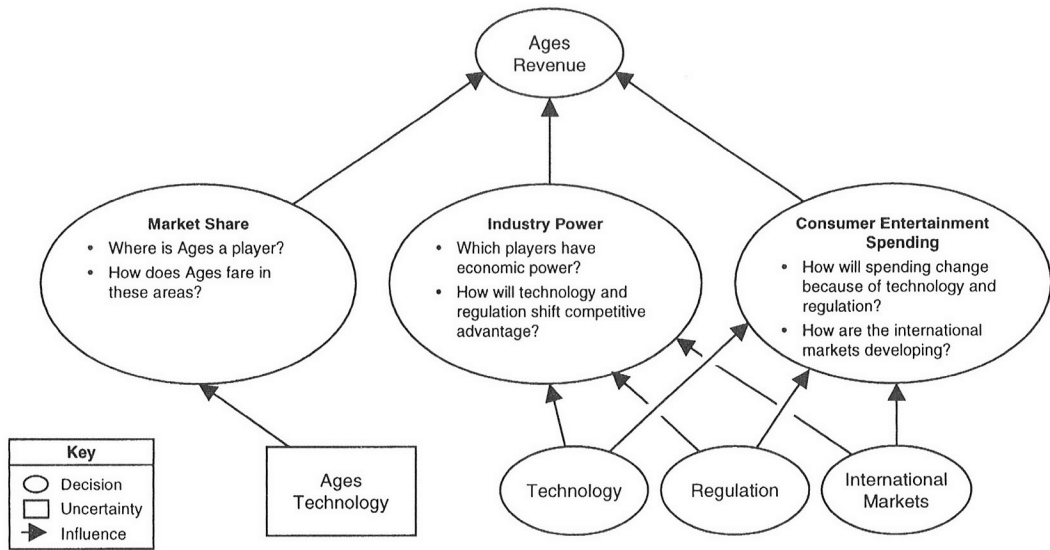 Ages
Revenue
Market Share
• Where is Ages a player?
• How does Ages fare in
these areas?
Industry Power
• Which players have
economic power?
• How will technology and
regulation shift competitive
advantage?
Consumer Entertainment
Spending
• How will spending change
because of technology and
regulation?
• How are the international
markets developing?
Key
Decision
Uncertainty
Influence
Ages
Technology
Technology
Regulation
International
Markets